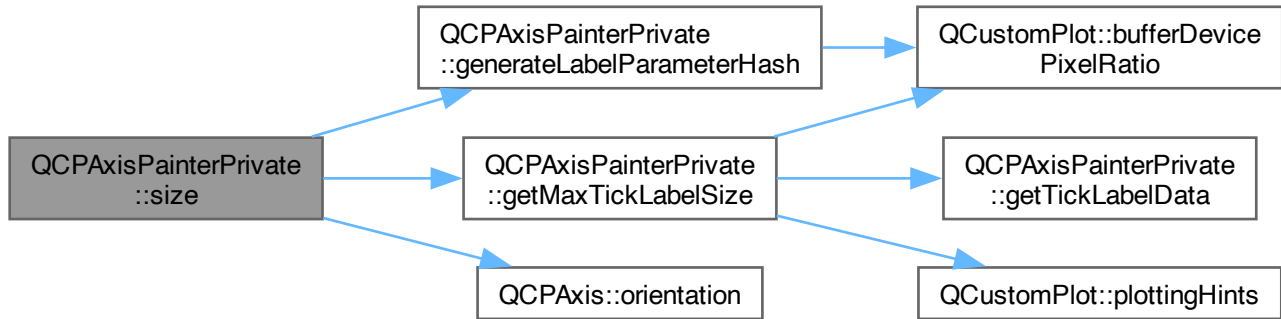 QCPAxisPainterPrivate
::size
QCPAxisPainterPrivate
::generateLabelParameterHash
QCPAxisPainterPrivate
::getMaxTickLabelSize
QCPAxis::orientation
QCustomPlot::bufferDevice
PixelRatio
QCPAxisPainterPrivate
::getTickLabelData
QCustomPlot::plottingHints